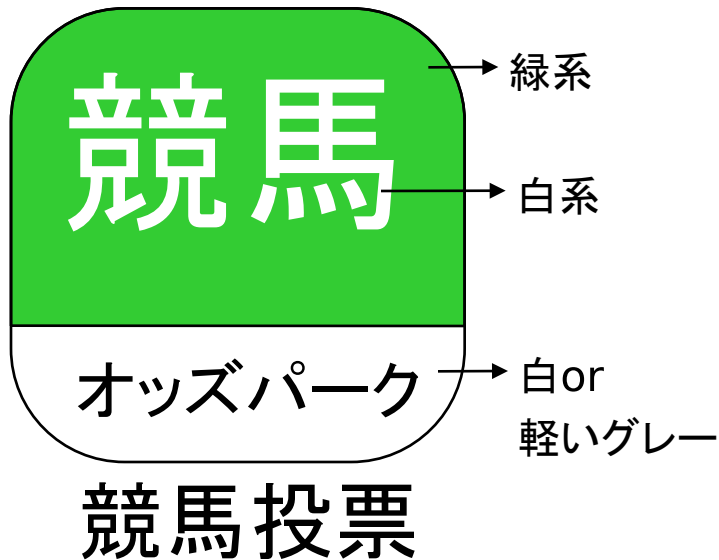 競馬
緑系
白系
オッズパーク
白or
軽いグレー
競馬投票